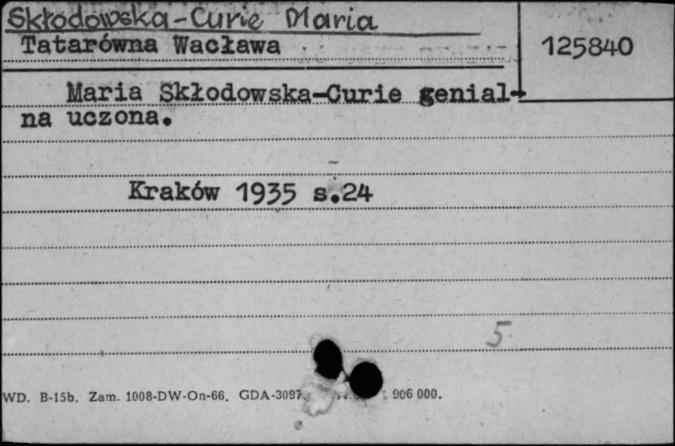 Skłodowska-Curie Maria
Tatarówna Wacława
125840
Maria Skłodowska-Curie genial-
na uczona.
Kraków 1935 s.24
5
WD. B-15b. Zam. 1008-DW-On-66. GDA-3097. 906 000.